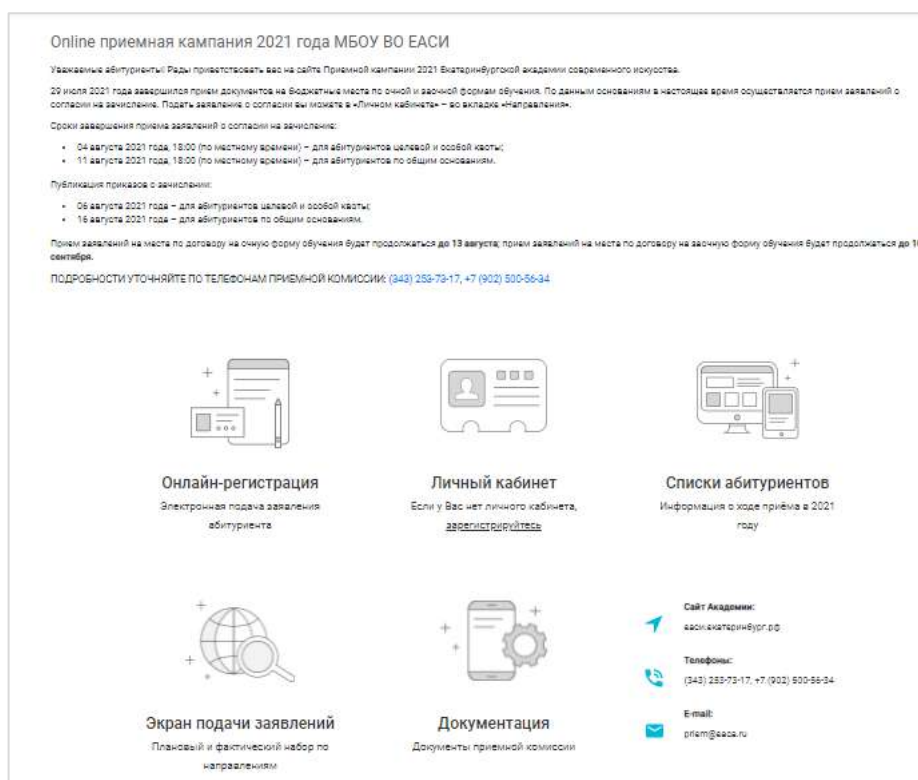 Online приемная кампания 2021 года МБОУ ВО ЕАСИ
Уважаемые абитуриенты! Рады приветствовать вас на сайте Приемной кампании 2021 Екатеринбургской академии современного искусства.
29 июля 2021 года завершился прием документов на бюджетные места по очной и заочной формам обучения. По данным основаниям в настоящее время осуществляется прием заявлений о
согласии на зачисление. Подать заявление о согласии вы можете в «Личном кабинете» – во вкладке «Направления».
Сроки завершения приема заявлений о согласии на зачисление:
• 04 августа 2021 года, 18:00 (по местному времени) – для абитуриентов целевой и особой квоты;
• 11 августа 2021 года, 18:00 (по местному времени) – для абитуриентов по общим основаниям.
Публикация приказов о зачислении:
• 06 августа 2021 года – для абитуриентов целевой и особой квоты;
• 16 августа 2021 года – для абитуриентов по общим основаниям.
Прием заявлений на места по договору на очную форму обучения будет продолжаться до 13 августа; прием заявлений на места по договору на заочную форму обучения будет продолжаться до
сентября.
ПОДРОБНОСТИ УТОЧНЯЙТЕ ПО ТЕЛЕФОНАМ ПРИЕМНОЙ КОМИССИИ: (343) 253-73-17, +7 (902) 500-56-34
Онлайн-регистрация
Электронная подача заявления
абитуриента
Личный кабинет
Если у Вас нет личного кабинета,
зарегистрируйтесь
Списки абитуриентов
Информация о ходе приёма в 2021
году
Экран подачи заявлений
Плановый и фактический набор по
направлениям
Документация
Документы приемной комиссии
Сайт Академии:
еаси.екатеринбург.рф
Телефоны:
(343) 253-73-17, +7 (902) 500-56-34
E-mail:
priem@eaca.ru